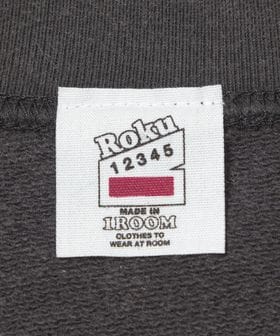 Roku
12345
MADE IN
1ROOM
CLOTHES TO
WEAR AT ROOM